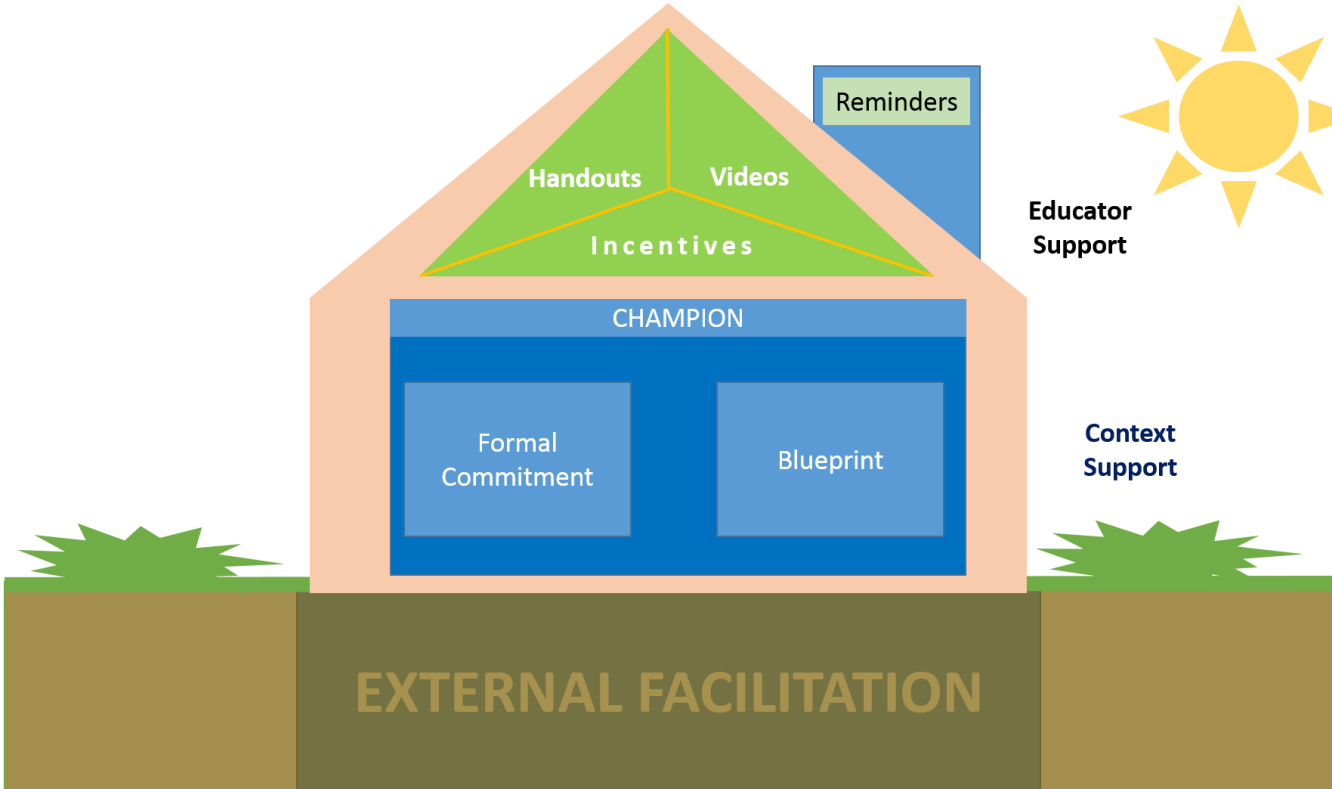 Reminders
Handouts
Videos
Incentives
Educator
Support
CHAMPION
Formal
Commitment
Blueprint
Context
Support
EXTERNAL FACILITATION